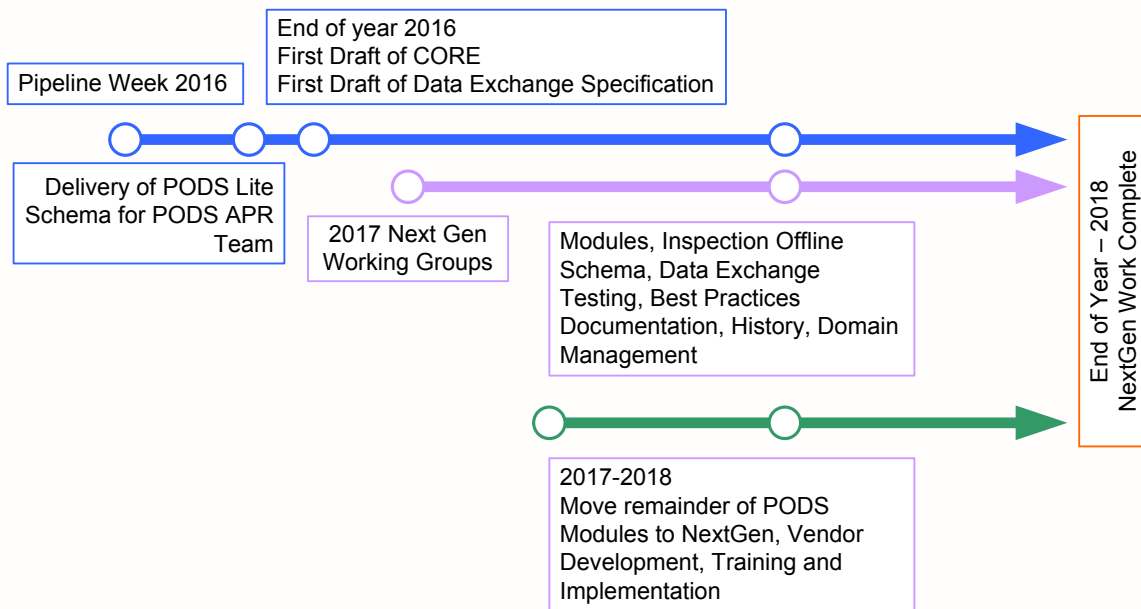 Pipeline Week 2016
End of year 2016
First Draft of CORE
First Draft of Data Exchange Specification
Delivery of PODS Lite
Schema for PODS APR
Team
2017 Next Gen
Working Groups
Modules, Inspection Offline
Schema, Data Exchange
Testing, Best Practices
Documentation, History, Domain
Management
2017-2018
Move remainder of PODS
Modules to NextGen, Vendor
Development, Training and
Implementation
End of Year – 2018
NextGen Work Complete